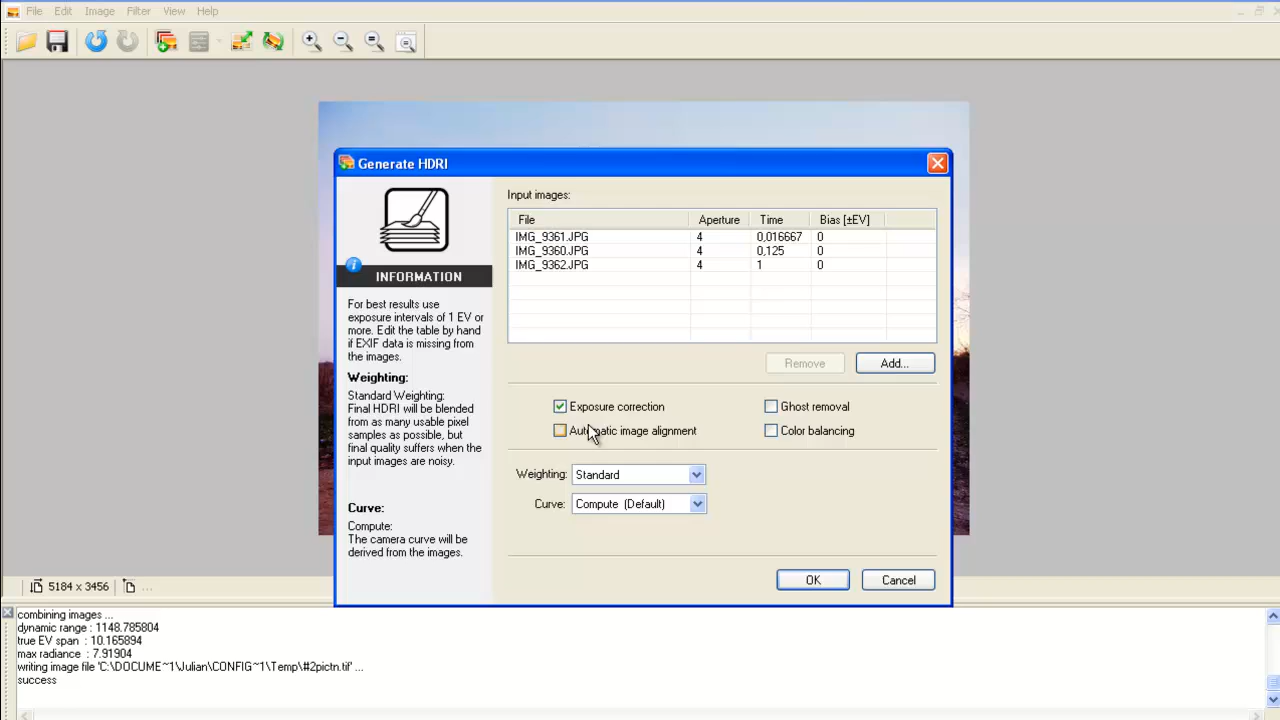 File Edit Image Filter View Help
Generate HDRI
Input images:
File Aperture Time Bias [±EV]
IMG_9361.JPG 4 0,016667 0
IMG_9360.JPG 4 0,125 0
IMG_9362.JPG 4 1 0
INFORMATION
For best results use
exposure intervals of 1 EV or
more. Edit the table by hand
if EXIF data is missing from
the images.
Weighting:
Standard Weighting:
Final HDRI will be blended
from as many usable pixel
samples as possible, but
final quality suffers when the
input images are noisy.
Curve:
Compute:
The camera curve will be
derived from the images.
Remove Add...
Exposure correction Ghost removal
Automatic image alignment Color balancing
Weighting: Standard
Curve: Compute (Default)
OK Cancel
5184 x 3456 ...
combining images ...
dynamic range : 1148.785804
true EV span : 10.165894
max radiance : 7.91904
writing image file 'C:\DOCUME~1\Julian\CONFIG~1\Temp\#2pictn.tif' ...
success